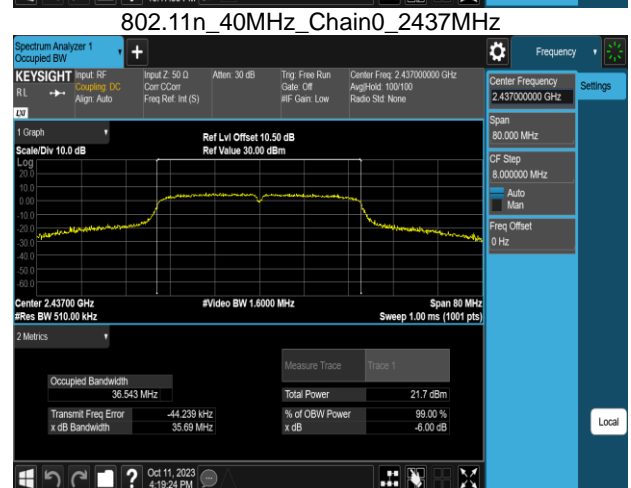 802.11n_40MHz_Chain0_2437MHz
Spectrum Analyzer 1
Occupied BW
+
Frequency
KEYSIGHT
RL
Input: RF
Coupling: DC
Align: Auto
Input Z: 50 Ω
Corr CCorr
Freq Ref: Int (S)
Atten: 30 dB
Trig: Free Run
Gate: Off
#IF Gain: Low
Center Freq: 2.437000000 GHz
Avg|Hold: 100/100
Radio Std: None
LXI
Center Frequency
2.437000000 GHz
Settings
Span
80.000 MHz
CF Step
8.000000 MHz
Auto
Man
Freq Offset
0 Hz
1 Graph
Scale/Div 10.0 dB
Ref Lvl Offset 10.50 dB
Ref Value 30.00 dBm
Log
20.0
10.0
0.00
-10.0
-20.0
-30.0
-40.0
-50.0
-60.0
Center 2.43700 GHz
#Res BW 510.00 kHz
#Video BW 1.6000 MHz
Span 80 MHz
Sweep 1.00 ms (1001 pts)
2 Metrics
Measure Trace
Trace 1
Occupied Bandwidth
36.543 MHz
Total Power
21.7 dBm
Transmit Freq Error
-44.239 kHz
% of OBW Power
99.00 %
x dB Bandwidth
35.69 MHz
x dB
-6.00 dB
Local
?
Oct 11, 2023
4:19:24 PM